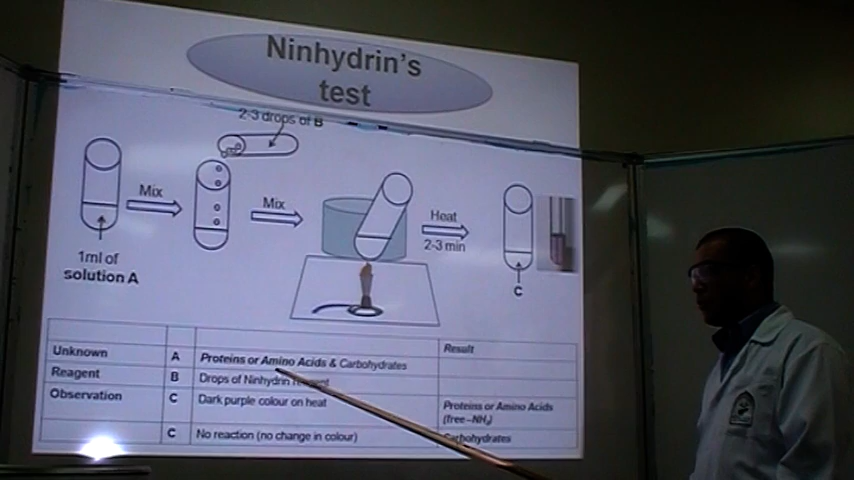 Ninhydrin's
test
2-3 drops of B
Mix
Mix
Heat
2-3 min
1ml of
solution A
C
Result
Unknown A Proteins or Amino Acids & Carbohydrates
Reagent B Drops of Ninhydrin
Observation C Dark purple colour on heat Proteins or Amino Acids
(free-NH₂)
C No reaction (no change in colour) Carbohydrates